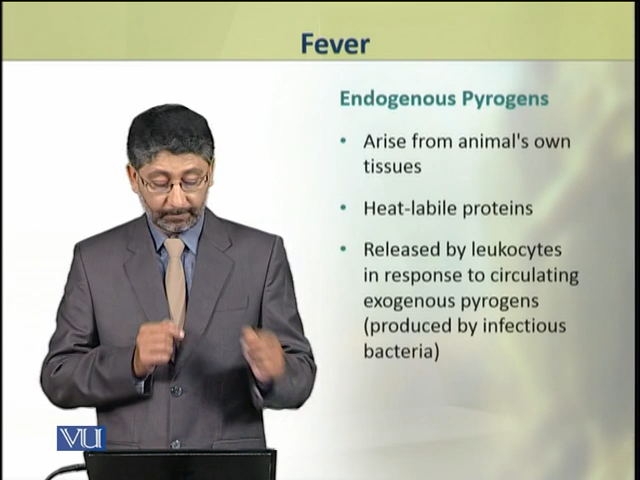 Fever
Endogenous Pyrogens
• Arise from animal's own
tissues
• Heat-labile proteins
• Released by leukocytes
in response to circulating
exogenous pyrogens
(produced by infectious
bacteria)
VU